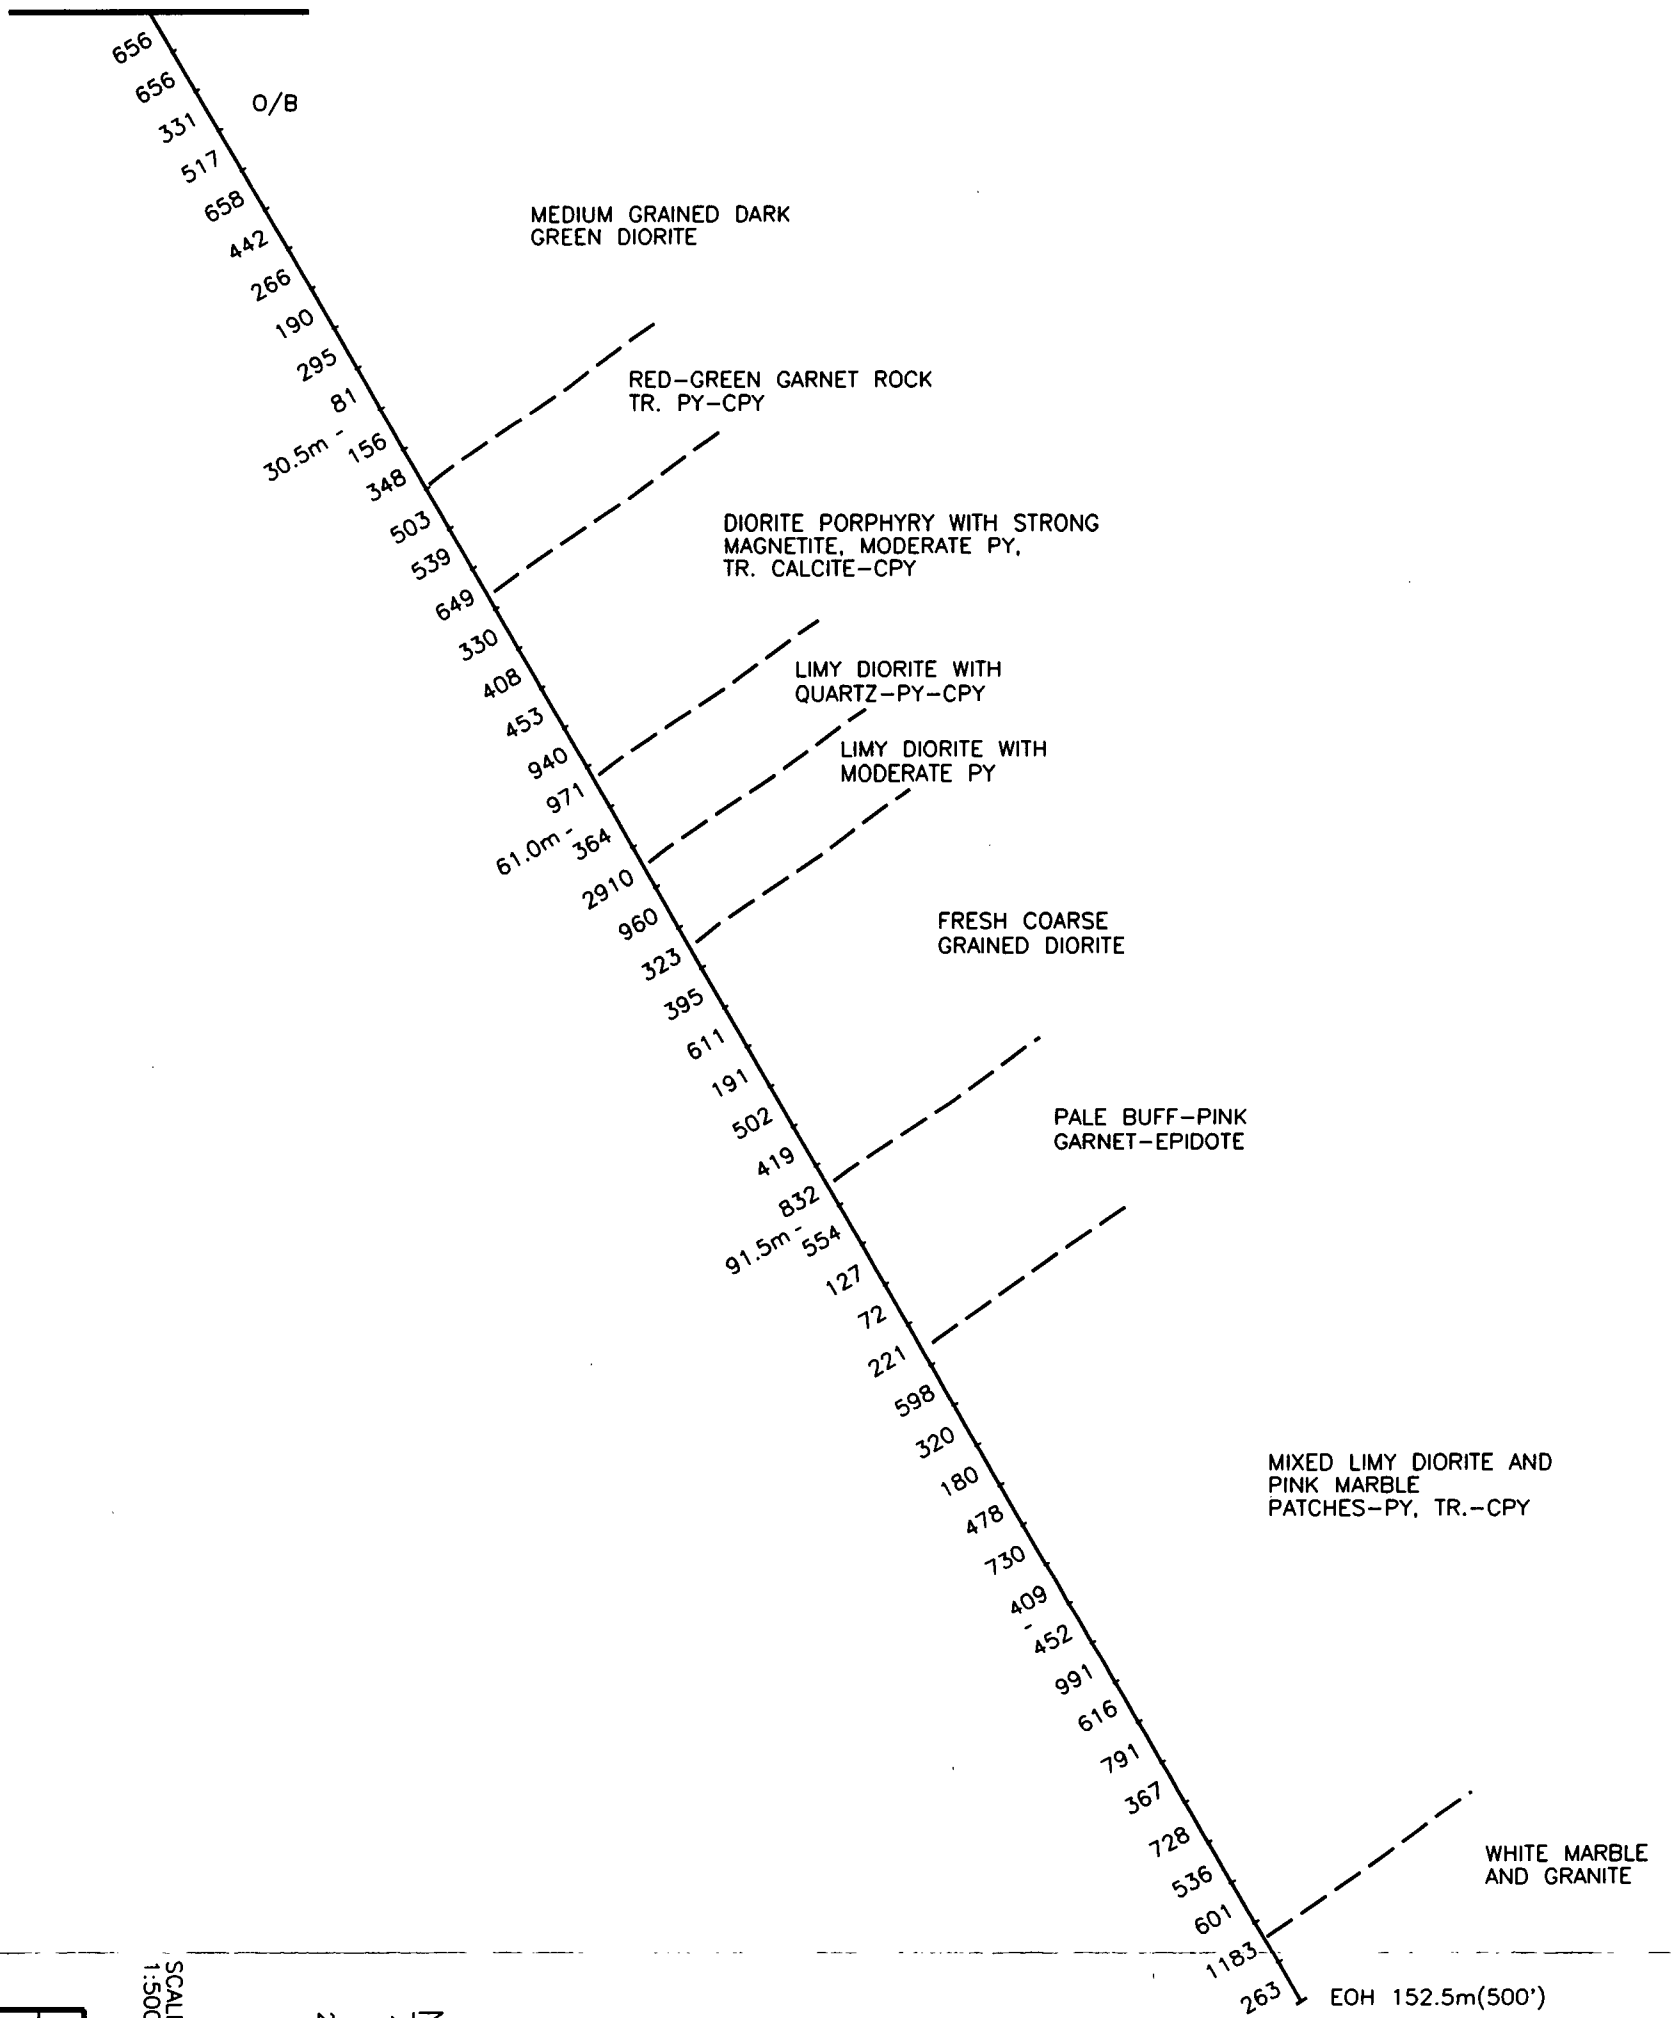 656
656
O/B
331
517
658
MEDIUM GRAINED DARK
GREEN DIORITE
442
266
190
295
RED-GREEN GARNET ROCK
TR. PY-CPY
81
30.5m -
156
348
503
DIORITE PORPHYRY WITH STRONG
MAGNETITE, MODERATE PY,
TR. CALCITE-CPY
539
649
330
408
LIMY DIORITE WITH
QUARTZ-PY-CPY
453
940
LIMY DIORITE WITH
MODERATE PY
971
61.0m -
364
2910
960
FRESH COARSE
GRAINED DIORITE
323
395
611
191
502
PALE BUFF-PINK
GARNET-EPIDOTE
419
832
91.5m -
554
127
72
221
598
320
180
MIXED LIMY DIORITE AND
PINK MARBLE
PATCHES-PY, TR.-CPY
478
730
409
-
452
991
616
791
367
728
536
WHITE MARBLE
AND GRANITE
601
1183
263
EOH 152.5m(500')
1:500